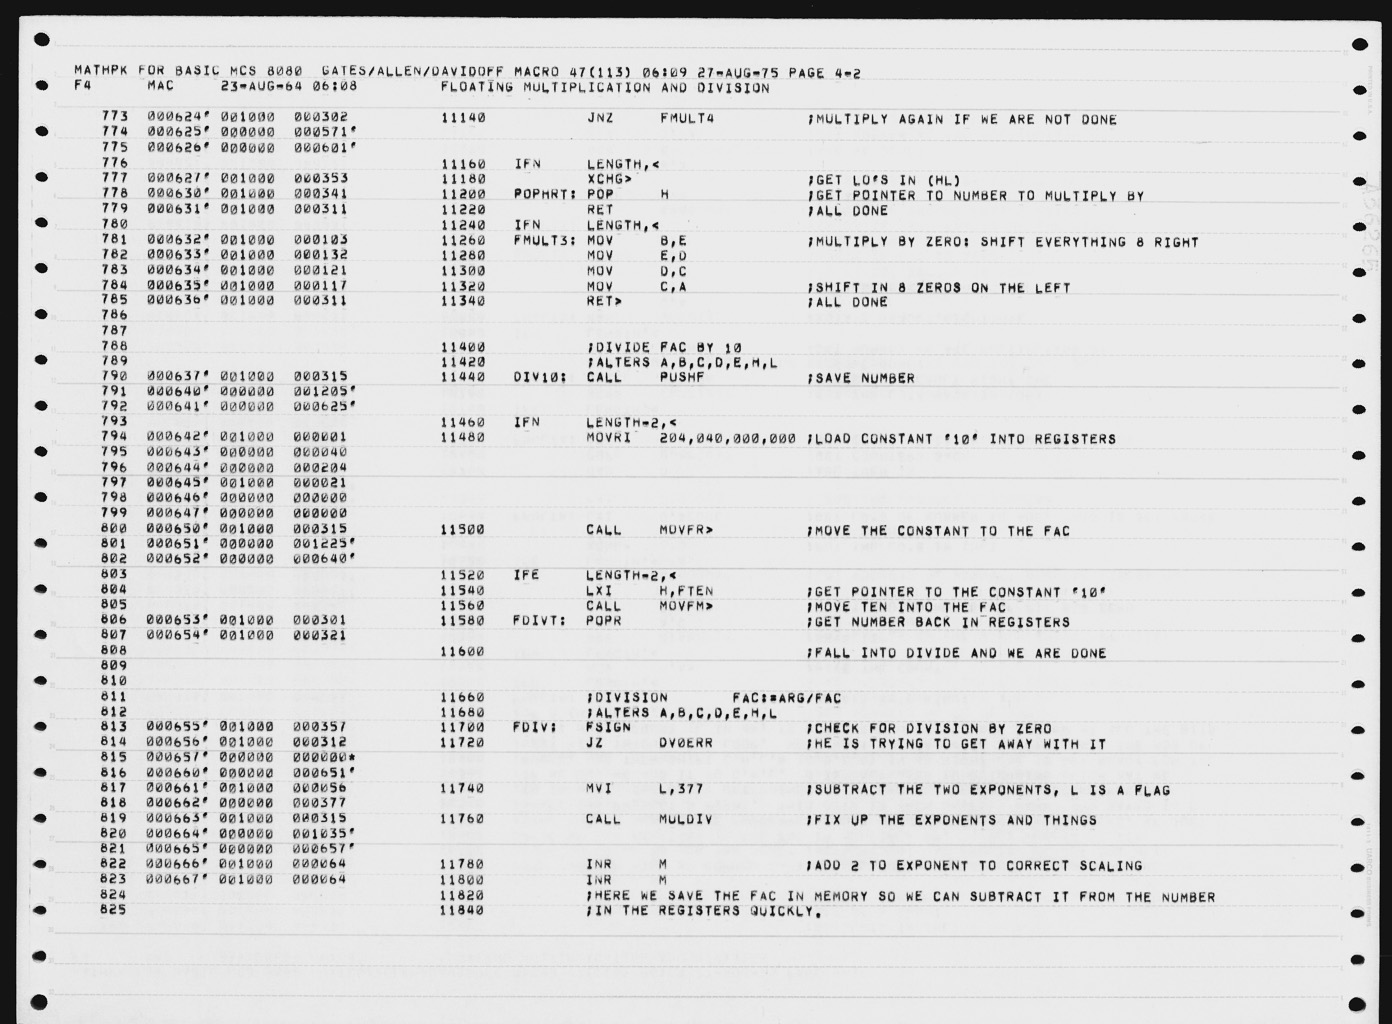 MATHPK FOR BASIC MCS 8080  GATES/ALLEN/DAVIDOFF MACRO 47(113) 06:09 27-AUG-75 PAGE 4-2
F4      MAC     23-AUG-64 06:08         FLOATING MULTIPLICATION AND DIVISION
773  000624' 001000  000302  11140  JNZ  FMULT4  ;MULTIPLY AGAIN IF WE ARE NOT DONE
774  000625' 000000  000571'
775  000626' 000000  000601'
776  11160  IFN  LENGTH,<
777  000627' 001000  000353  11180  XCHG>  ;GET LO'S IN (HL)
778  000630' 001000  000341  11200  POPHRT: POP  H  ;GET POINTER TO NUMBER TO MULTIPLY BY
779  000631' 001000  000311  11220  RET  ;ALL DONE
780  11240  IFN  LENGTH,<
781  000632' 001000  000103  11260  FMULT3: MOV  B,E  ;MULTIPLY BY ZERO: SHIFT EVERYTHING 8 RIGHT
782  000633' 001000  000132  11280  MOV  E,D
783  000634' 001000  000121  11300  MOV  D,C
784  000635' 001000  000117  11320  MOV  C,A  ;SHIFT IN 8 ZEROS ON THE LEFT
785  000636' 001000  000311  11340  RET>  ;ALL DONE
786
787
788  11400  ;DIVIDE FAC BY 10
789  11420  ;ALTERS A,B,C,D,E,H,L
790  000637' 001000  000315  11440  DIV10:  CALL  PUSHF  ;SAVE NUMBER
791  000640' 000000  001205'
792  000641' 000000  000625'
793  11460  IFN  LENGTH-2,<
794  000642' 001000  000001  11480  MOVRI  204,040,000,000 ;LOAD CONSTANT '10' INTO REGISTERS
795  000643' 000000  000040
796  000644' 000000  000204
797  000645' 001000  000021
798  000646' 000000  000000
799  000647' 000000  000000
800  000650' 001000  000315  11500  CALL  MOVFR>  ;MOVE THE CONSTANT TO THE FAC
801  000651' 000000  001225'
802  000652' 000000  000640'
803  11520  IFE  LENGTH-2,<
804  11540  LXI  H,FTEN  ;GET POINTER TO THE CONSTANT '10'
805  11560  CALL  MOVFM>  ;MOVE TEN INTO THE FAC
806  000653' 001000  000301  11580  FDIVT:  POPR  ;GET NUMBER BACK IN REGISTERS
807  000654' 001000  000321
808  11600  ;FALL INTO DIVIDE AND WE ARE DONE
809
810
811  11660  ;DIVISION  FAC:=ARG/FAC
812  11680  ;ALTERS A,B,C,D,E,H,L
813  000655' 001000  000357  11700  FDIV:  FSIGN  ;CHECK FOR DIVISION BY ZERO
814  000656' 001000  000312  11720  JZ  DV0ERR  ;HE IS TRYING TO GET AWAY WITH IT
815  000657' 000000  000000*
816  000660' 000000  000651'
817  000661' 001000  000056  11740  MVI  L,377  ;SUBTRACT THE TWO EXPONENTS, L IS A FLAG
818  000662' 000000  000377
819  000663' 001000  000315  11760  CALL  MULDIV  ;FIX UP THE EXPONENTS AND THINGS
820  000664' 000000  001035'
821  000665' 000000  000657'
822  000666' 001000  000064  11780  INR  M  ;ADD 2 TO EXPONENT TO CORRECT SCALING
823  000667' 001000  000064  11800  INR  M
824  11820  ;HERE WE SAVE THE FAC IN MEMORY SO WE CAN SUBTRACT IT FROM THE NUMBER
825  11840  ;IN THE REGISTERS QUICKLY.